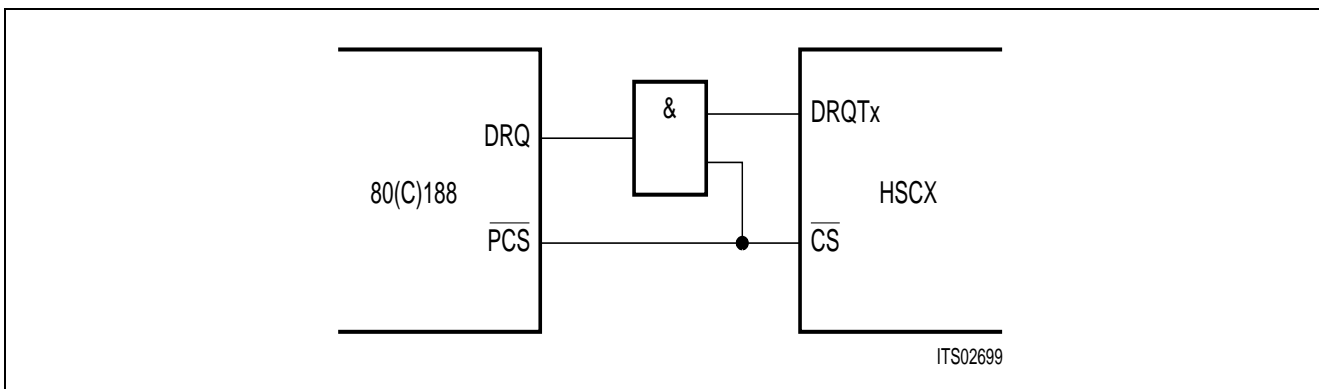 &
DRQTx
DRQ
80(C)188
HSCX
PCS
CS
ITS02699